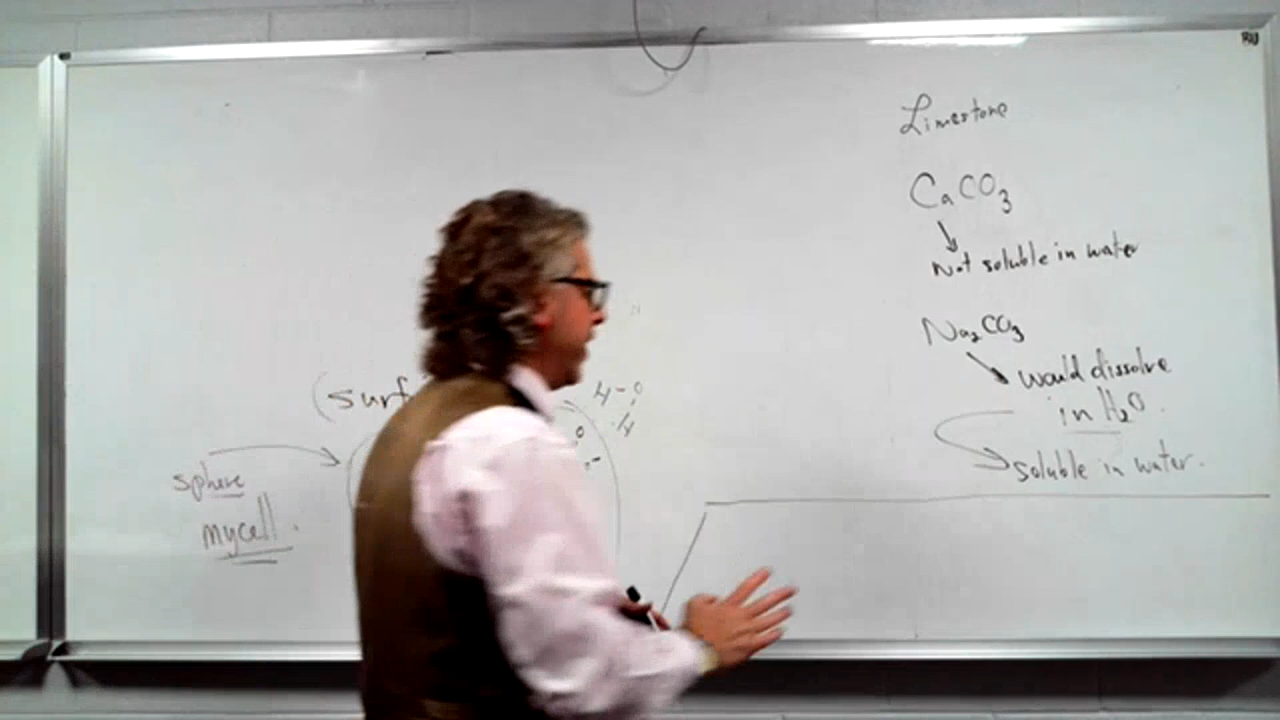 Limestone
CaCO3
Not soluble in water
Na2CO3
would dissolve
in H2O.
soluble in water.
(surf
H-O
H
O
-
sphere
mycell.